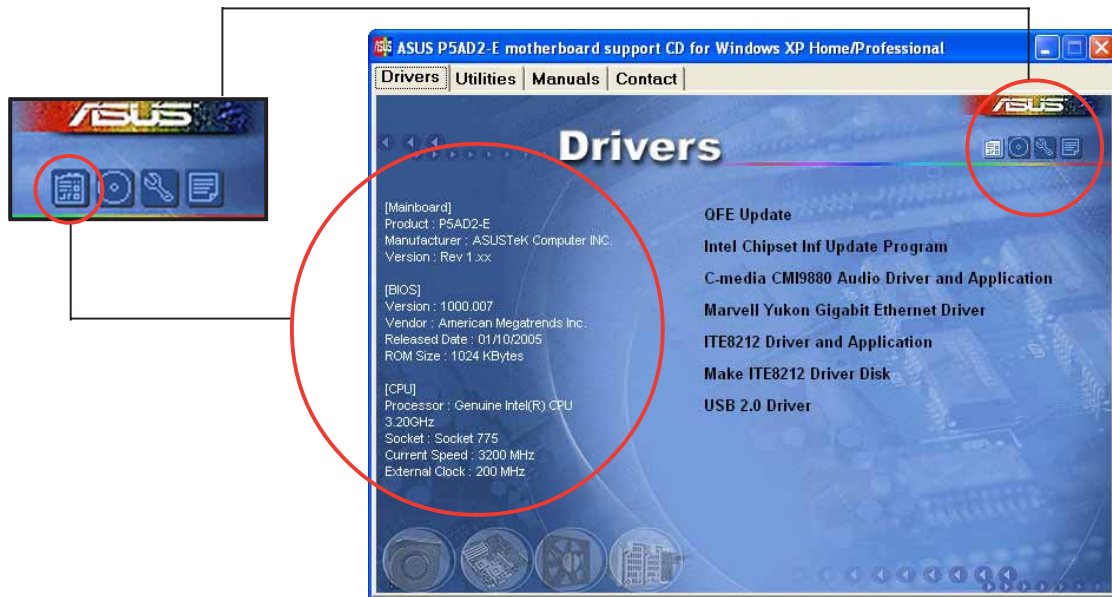 ASUS P5AD2-E motherboard support CD for Windows XP Home/Professional
Drivers Utilities Manuals Contact
ASUS
ASUS
Drivers
[Mainboard]
Product : P5AD2-E
Manufacturer : ASUSTeK Computer INC.
Version : Rev 1.xx
[BIOS]
Version : 1000.007
Vendor : American Megatrends Inc.
Released Date : 01/10/2005
ROM Size : 1024 KBytes
[CPU]
Processor : Genuine Intel(R) CPU
3.20GHz
Socket : Socket 775
Current Speed : 3200 MHz
External Clock : 200 MHz
QFE Update
Intel Chipset Inf Update Program
C-media CMI9880 Audio Driver and Application
Marvell Yukon Gigabit Ethernet Driver
ITE8212 Driver and Application
Make ITE8212 Driver Disk
USB 2.0 Driver